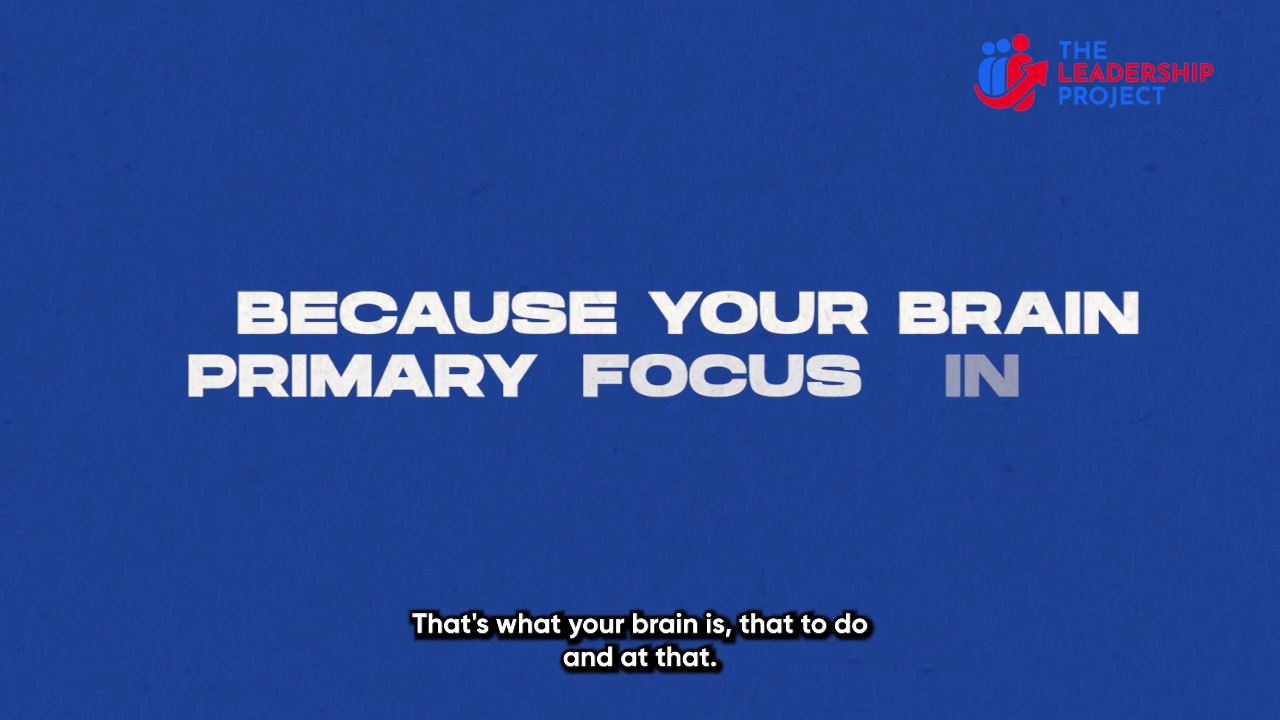 THE
LEADERSHIP
PROJECT
BECAUSE YOUR BRAIN
PRIMARY FOCUS IN
That's what your brain is, that to do
and at that.